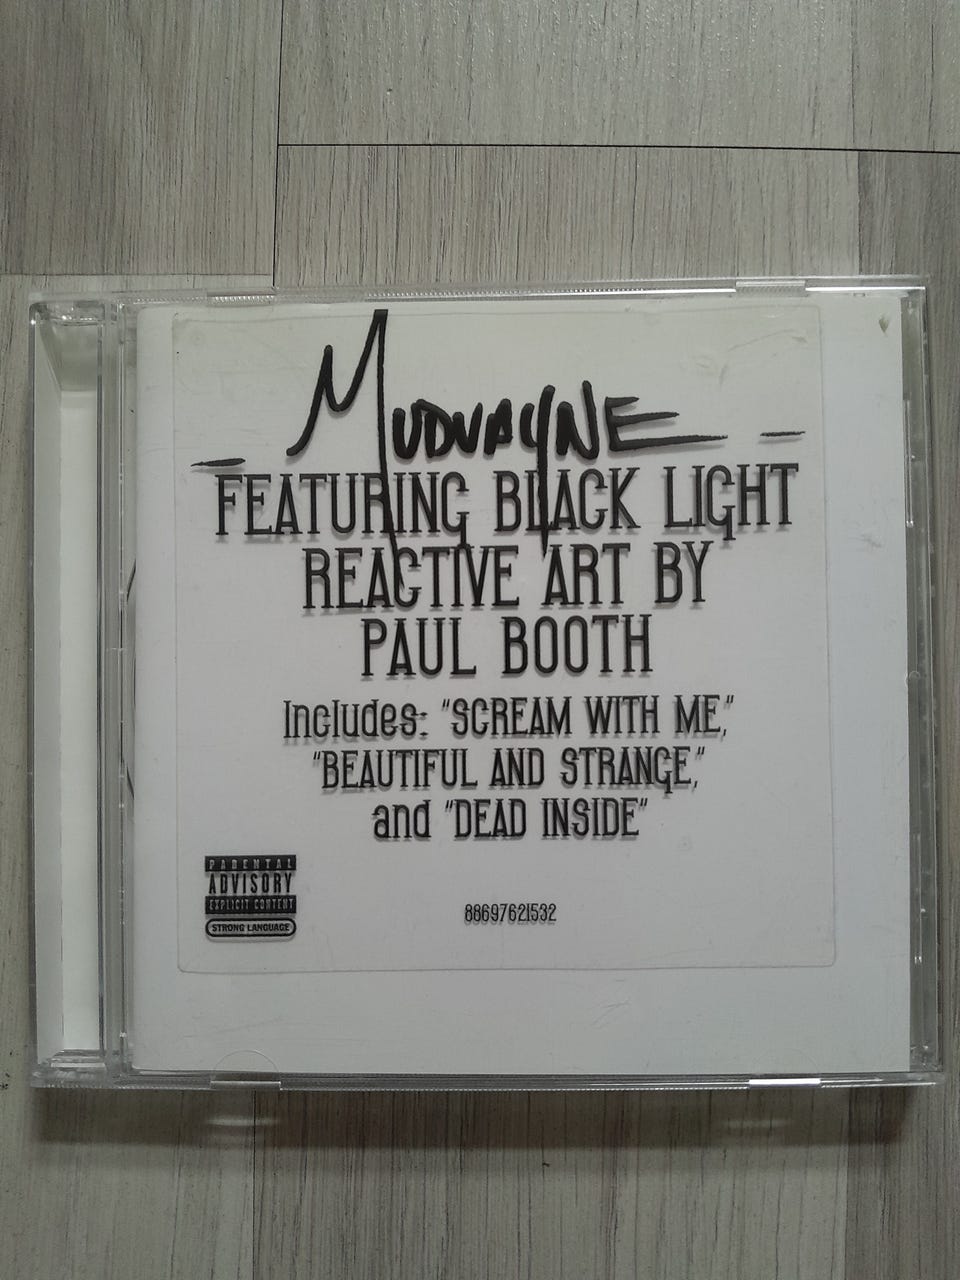 MUDVAYNE
FEATURING BLACK LIGHT
REACTIVE ART BY
PAUL BOOTH
Includes: "SCREAM WITH ME,"
"BEAUTIFUL AND STRANGE,"
and "DEAD INSIDE"
PARENTAL
ADVISORY
EXPLICIT CONTENT
STRONG LANGUAGE
88697621532